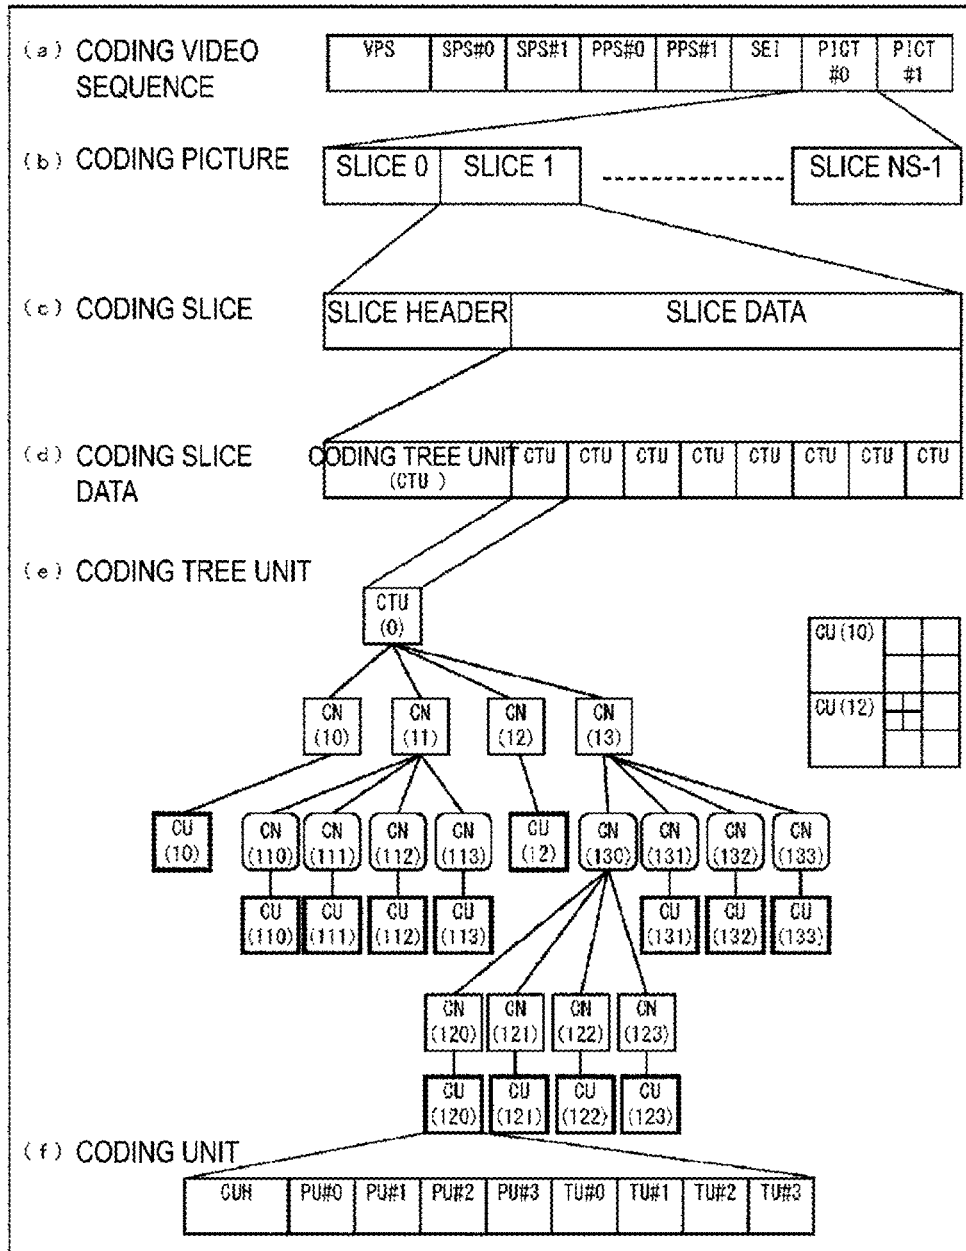 (a) CODING VIDEO SEQUENCE
VPS SPS#0 SPS#1 PPS#0 PPS#1 SEI PICT #0 PICT #1
(b) CODING PICTURE
SLICE 0 SLICE 1 SLICE NS-1
(c) CODING SLICE
SLICE HEADER SLICE DATA
(d) CODING SLICE DATA
CODING TREE UNIT (CTU) CTU CTU CTU CTU CTU CTU CTU CTU
(e) CODING TREE UNIT
CTU (0)
CU(10)
CU(12)
CN (10) CN (11) CN (12) CN (13)
CU (10) CN (110) CN (111) CN (112) CN (113) CU (12) CN (130) CN (131) CN (132) CN (133)
CU (110) CU (111) CU (112) CU (113) CU (131) CU (132) CU (133)
CN (120) CN (121) CN (122) CN (123)
CU (120) CU (121) CU (122) CU (123)
(f) CODING UNIT
CUH PU#0 PU#1 PU#2 PU#3 TU#0 TU#1 TU#2 TU#3